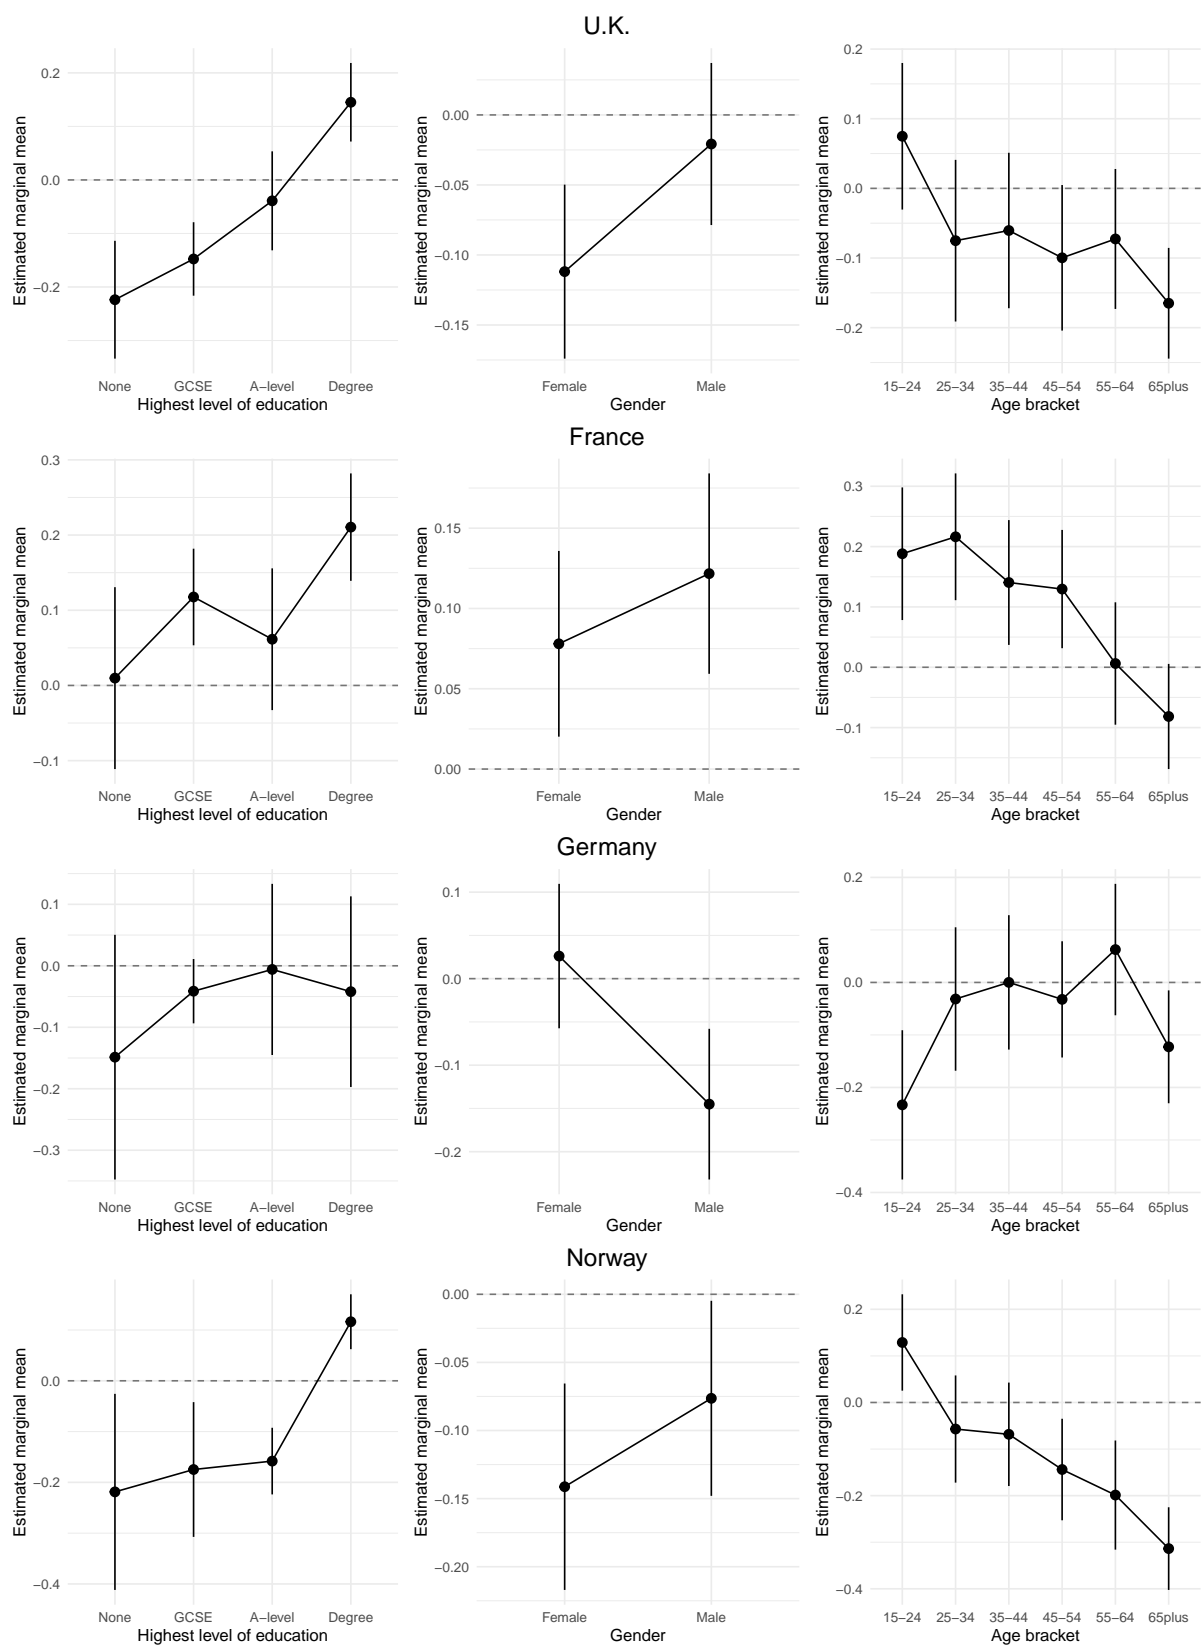 U.K.
Estimated marginal mean
0.2
0.0
−0.2
None GCSE A−level Degree
Highest level of education
Estimated marginal mean
0.00
−0.05
−0.10
−0.15
Female Male
Gender
Estimated marginal mean
0.2
0.1
0.0
−0.1
−0.2
15−24 25−34 35−44 45−54 55−64 65plus
Age bracket
France
Estimated marginal mean
0.3
0.2
0.1
0.0
−0.1
None GCSE A−level Degree
Highest level of education
Estimated marginal mean
0.15
0.10
0.05
0.00
Female Male
Gender
Estimated marginal mean
0.3
0.2
0.1
0.0
−0.1
15−24 25−34 35−44 45−54 55−64 65plus
Age bracket
Germany
Estimated marginal mean
0.1
0.0
−0.1
−0.2
−0.3
None GCSE A−level Degree
Highest level of education
Estimated marginal mean
0.1
0.0
−0.1
−0.2
Female Male
Gender
Estimated marginal mean
0.2
0.0
−0.2
−0.4
15−24 25−34 35−44 45−54 55−64 65plus
Age bracket
Norway
Estimated marginal mean
0.0
−0.2
−0.4
None GCSE A−level Degree
Highest level of education
Estimated marginal mean
0.00
−0.05
−0.10
−0.15
−0.20
Female Male
Gender
Estimated marginal mean
0.2
0.0
−0.2
−0.4
15−24 25−34 35−44 45−54 55−64 65plus
Age bracket